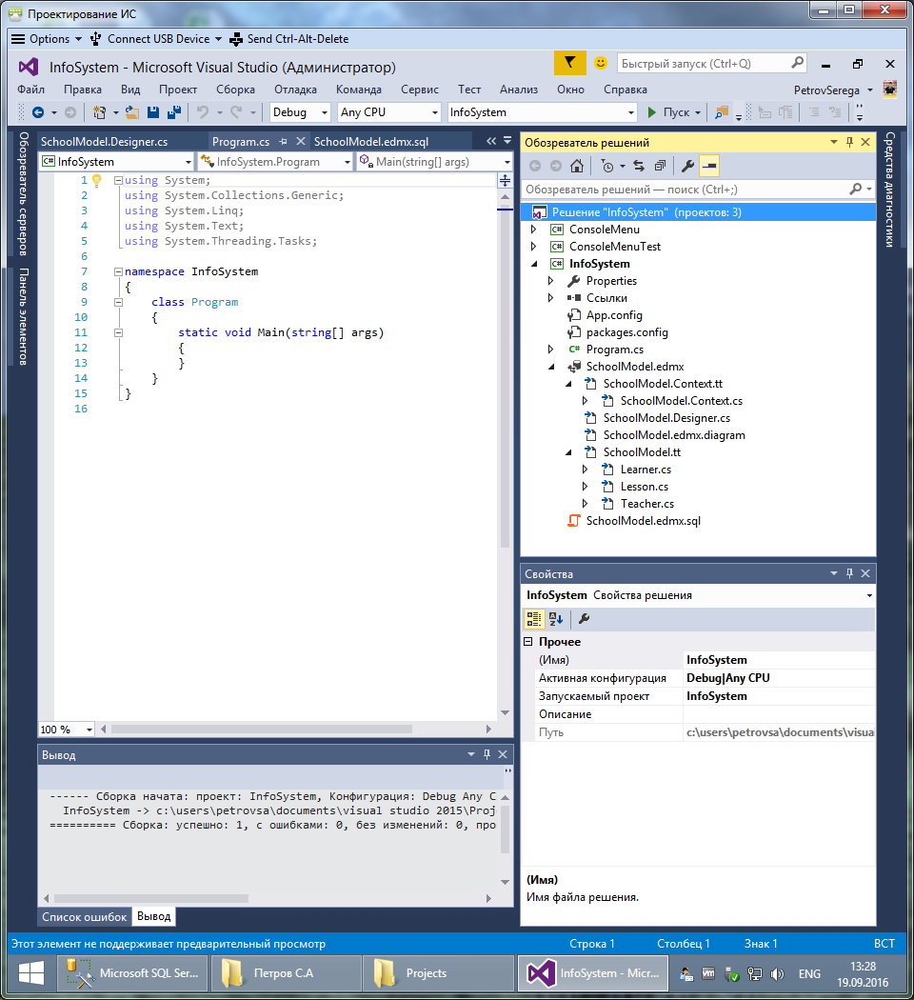 Проектирование ИС
Options Connect USB Device Send Ctrl-Alt-Delete
InfoSystem - Microsoft Visual Studio (Администратор)
Быстрый запуск (Ctrl+Q)
Файл Правка Вид Проект Сборка Отладка Команда Сервис Тест Анализ Окно Справка
PetrovSerega
Debug Any CPU InfoSystem Пуск
Обозреватель серверов
Панель элементов
SchoolModel.Designer.cs Program.cs SchoolModel.edmx.sql
InfoSystem InfoSystem.Program Main(string[] args)
1 using System;
2 using System.Collections.Generic;
3 using System.Linq;
4 using System.Text;
5 using System.Threading.Tasks;
6
7 namespace InfoSystem
8 {
9 class Program
10 {
11 static void Main(string[] args)
12 {
13 }
14 }
15 }
16
100 %
Вывод
------ Сборка начата: проект: InfoSystem, Конфигурация: Debug Any C
InfoSystem -> c:\users\petrovsa\documents\visual studio 2015\Proj
========== Сборка: успешно: 1, с ошибками: 0, без изменений: 0, про
Список ошибок Вывод
Обозреватель решений
Обозреватель решений — поиск (Ctrl+;)
Решение "InfoSystem" (проектов: 3)
C# ConsoleMenu
C# ConsoleMenuTest
C# InfoSystem
Properties
Ссылки
App.config
packages.config
C# Program.cs
SchoolModel.edmx
SchoolModel.Context.tt
SchoolModel.Context.cs
SchoolModel.Designer.cs
SchoolModel.edmx.diagram
SchoolModel.tt
Learner.cs
Lesson.cs
Teacher.cs
SchoolModel.edmx.sql
Свойства
InfoSystem Свойства решения
Прочее
(Имя) InfoSystem
Активная конфигурация Debug|Any CPU
Запускаемый проект InfoSystem
Описание
Путь c:\users\petrovsa\documents\visual
(Имя)
Имя файла решения.
Средства диагностики
Этот элемент не поддерживает предварительный просмотр Строка 1 Столбец 1 Знак 1 ВСТ
Microsoft SQL Ser... Петров С.А Projects InfoSystem - Micr... ENG 13:28
19.09.2016